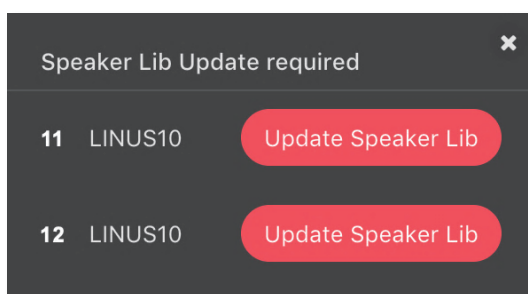 Speaker Lib Update required
11 LINUS10 Update Speaker Lib
12 LINUS10 Update Speaker Lib